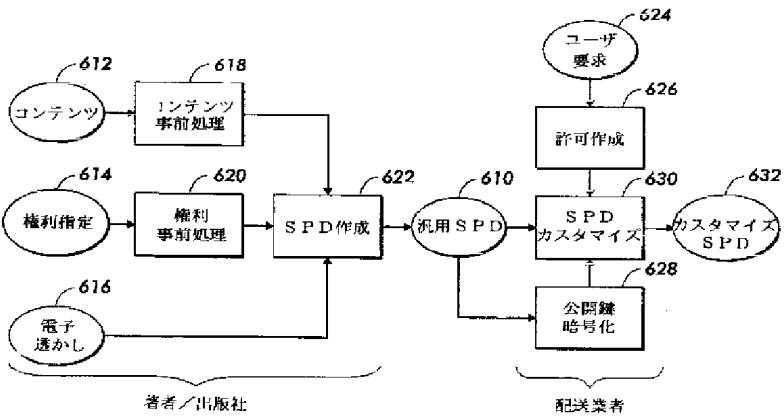 624
ユーザ
要求
612
618
626
コンテンツ
コンテンツ
事前処理
許可作成
614
620
622
610
630
632
権利指定
権利
事前処理
SPD作成
汎用SPD
SPD
カスタマイズ
カスタマイズ
SPD
616
628
電子
透かし
公開鍵
暗号化
著者/出版社
配送業者